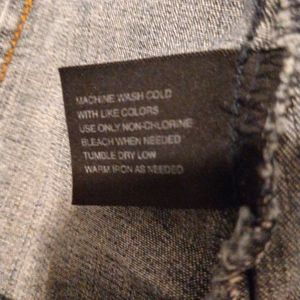 MACHINE WASH COLD
WITH LIKE COLORS
USE ONLY NON-CHLORINE
BLEACH WHEN NEEDED
TUMBLE DRY LOW
WARM IRON AS NEEDED